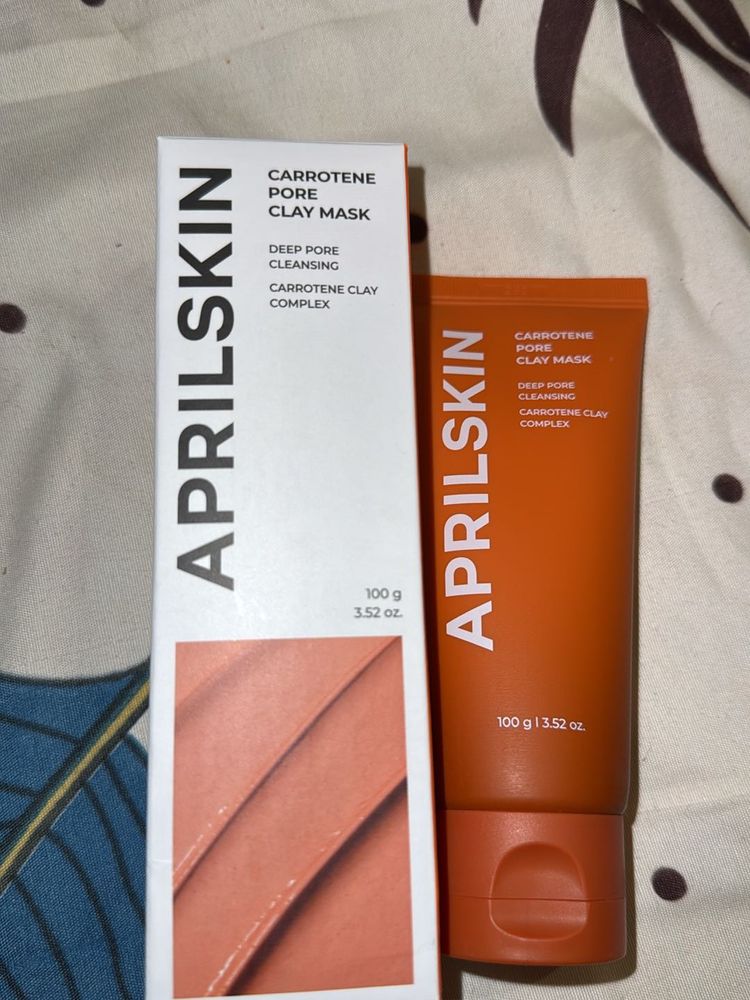 APRILSKIN
CARROTENE
PORE
CLAY MASK
DEEP PORE
CLEANSING
CARROTENE CLAY
COMPLEX
100 g
3.52 oz.
APRILSKIN
CARROTENE
PORE
CLAY MASK
DEEP PORE
CLEANSING
CARROTENE CLAY
COMPLEX
100 g | 3.52 oz.